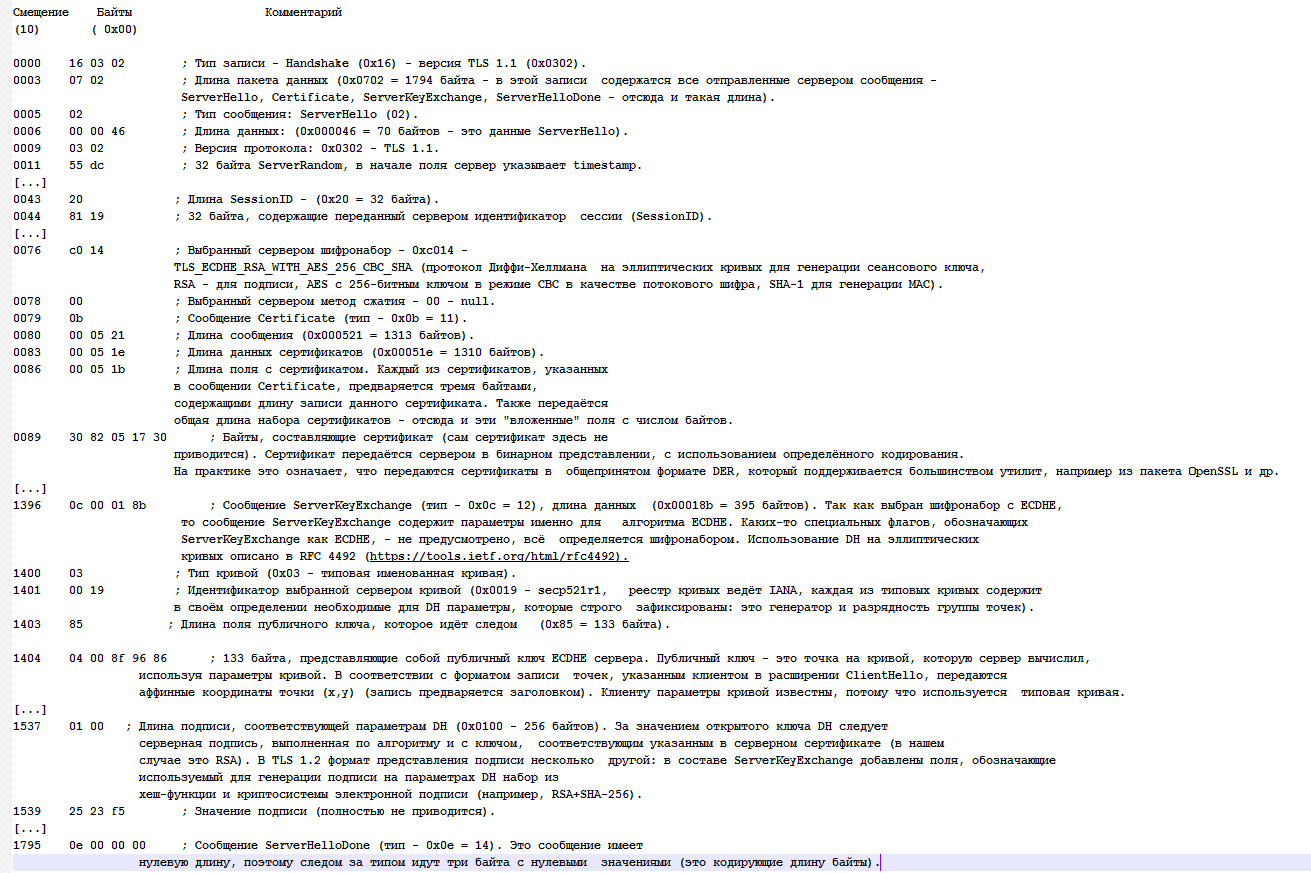 Смещение Байты Комментарий
(10) ( 0x00)
0000 16 03 02 ; Тип записи - Handshake (0x16) - версия TLS 1.1 (0x0302).
0003 07 02 ; Длина пакета данных (0x0702 = 1794 байта - в этой записи содержатся все отправленные сервером сообщения -
ServerHello, Certificate, ServerKeyExchange, ServerHelloDone - отсюда и такая длина).
0005 02 ; Тип сообщения: ServerHello (02).
0006 00 00 46 ; Длина данных: (0x000046 = 70 байтов - это данные ServerHello).
0009 03 02 ; Версия протокола: 0x0302 - TLS 1.1.
0011 55 dc ; 32 байта ServerRandom, в начале поля сервер указывает timestamp.
[...]
0043 20 ; Длина SessionID - (0x20 = 32 байта).
0044 81 19 ; 32 байта, содержащие переданный сервером идентификатор сессии (SessionID).
[...]
0076 c0 14 ; Выбранный сервером шифронабор - 0xc014 -
TLS_ECDHE_RSA_WITH_AES_256_CBC_SHA (протокол Диффи-Хеллмана на эллиптических кривых для генерации сеансового ключа,
RSA - для подписи, AES с 256-битным ключом в режиме CBC в качестве потокового шифра, SHA-1 для генерации MAC).
0078 00 ; Выбранный сервером метод сжатия - 00 - null.
0079 0b ; Сообщение Certificate (тип - 0x0b = 11).
0080 00 05 21 ; Длина сообщения (0x000521 = 1313 байтов).
0083 00 05 1e ; Длина данных сертификатов (0x00051e = 1310 байтов).
0086 00 05 1b ; Длина поля с сертификатом. Каждый из сертификатов, указанных
в сообщении Certificate, предваряется тремя байтами,
содержащими длину записи данного сертификата. Также передаётся
общая длина набора сертификатов - отсюда и эти "вложенные" поля с числом байтов.
0089 30 82 05 17 30 ; Байты, составляющие сертификат (сам сертификат здесь не
приводится). Сертификат передаётся сервером в бинарном представлении, с использованием определённого кодирования.
На практике это означает, что передаются сертификаты в общепринятом формате DER, который поддерживается большинством утилит, например из пакета OpenSSL и др.
[...]
1396 0c 00 01 8b ; Сообщение ServerKeyExchange (тип - 0x0c = 12), длина данных (0x00018b = 395 байтов). Так как выбран шифронабор с ECDHE,
то сообщение ServerKeyExchange содержит параметры именно для алгоритма ECDHE. Каких-то специальных флагов, обозначающих
ServerKeyExchange как ECDHE, - не предусмотрено, всё определяется шифронабором. Использование DH на эллиптических
кривых описано в RFC 4492 (https://tools.ietf.org/html/rfc4492).
1400 03 ; Тип кривой (0x03 - типовая именованная кривая).
1401 00 19 ; Идентификатор выбранной сервером кривой (0x0019 - secp521r1, реестр кривых ведёт IANA, каждая из типовых кривых содержит
в своём определении необходимые для DH параметры, которые строго зафиксированы: это генератор и разрядность группы точек).
1403 85 ; Длина поля публичного ключа, которое идёт следом (0x85 = 133 байта).
1404 04 00 8f 96 86 ; 133 байта, представляющие собой публичный ключ ECDHE сервера. Публичный ключ - это точка на кривой, которую сервер вычислил,
используя параметры кривой. В соответствии с форматом записи точек, указанным клиентом в расширении ClientHello, передаются
аффинные координаты точки (x,y) (запись предваряется заголовком). Клиенту параметры кривой известны, потому что используется типовая кривая.
[...]
1537 01 00 ; Длина подписи, соответствующей параметрам DH (0x0100 - 256 байтов). За значением открытого ключа DH следует
серверная подпись, выполненная по алгоритму и с ключом, соответствующим указанным в серверном сертификате (в нашем
случае это RSA). В TLS 1.2 формат представления подписи несколько другой: в составе ServerKeyExchange добавлены поля, обозначающие
используемый для генерации подписи на параметрах DH набор из
хеш-функции и криптосистемы электронной подписи (например, RSA+SHA-256).
1539 25 23 f5 ; Значение подписи (полностью не приводится).
[...]
1795 0e 00 00 00 ; Сообщение ServerHelloDone (тип - 0x0e = 14). Это сообщение имеет
нулевую длину, поэтому следом за типом идут три байта с нулевыми значениями (это кодирующие длину байты).